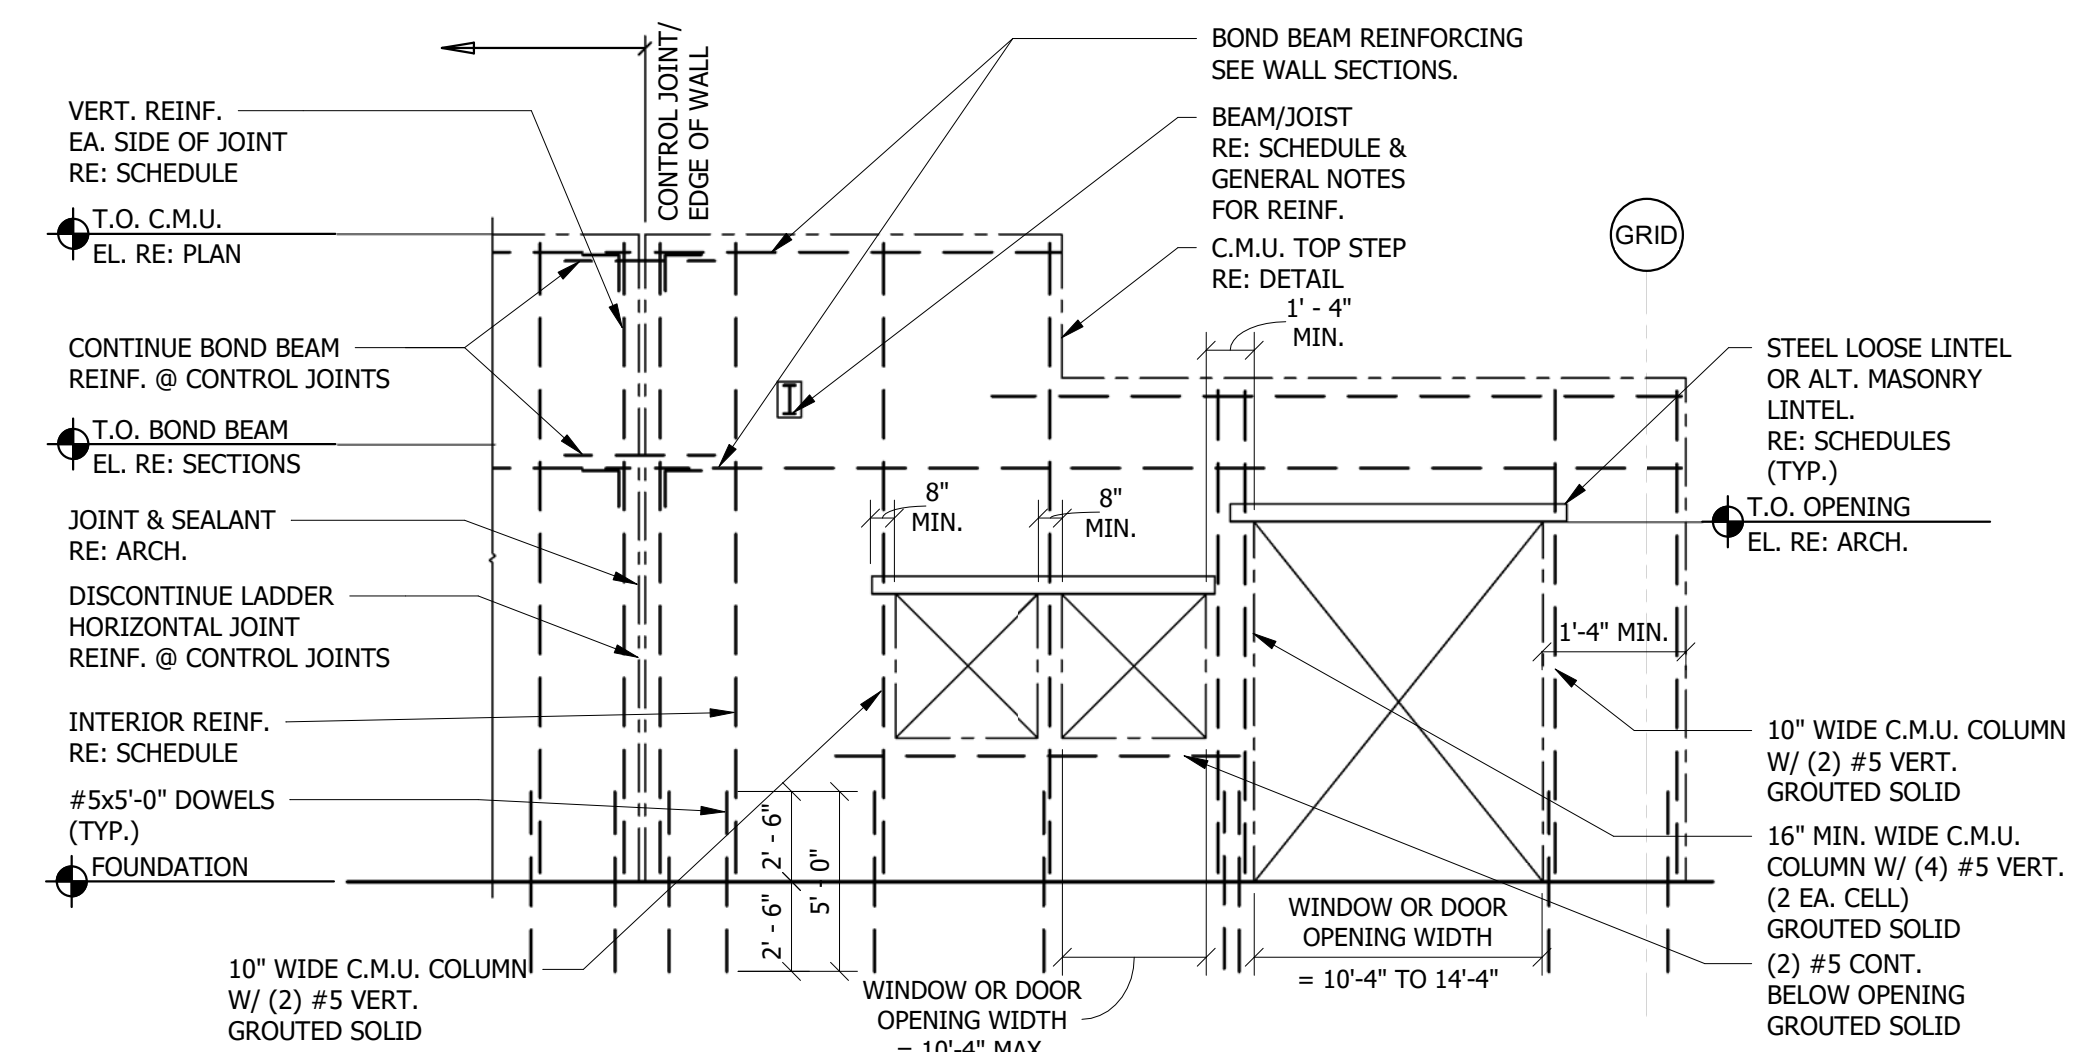 CONTROL JOINT/
EDGE OF WALL
BOND BEAM REINFORCING
SEE WALL SECTIONS.
VERT. REINF.
EA. SIDE OF JOINT
RE: SCHEDULE
BEAM/JOIST
RE: SCHEDULE &
GENERAL NOTES
FOR REINF.
T.O. C.M.U.
EL. RE: PLAN
C.M.U. TOP STEP
RE: DETAIL
GRID
1' - 4"
MIN.
CONTINUE BOND BEAM
REINF. @ CONTROL JOINTS
STEEL LOOSE LINTEL
OR ALT. MASONRY
LINTEL.
RE: SCHEDULES
(TYP.)
T.O. BOND BEAM
EL. RE: SECTIONS
8"
MIN.
8"
MIN.
T.O. OPENING
EL. RE: ARCH.
JOINT & SEALANT
RE: ARCH.
DISCONTINUE LADDER
HORIZONTAL JOINT
REINF. @ CONTROL JOINTS
1'-4" MIN.
INTERIOR REINF.
RE: SCHEDULE
10" WIDE C.M.U. COLUMN
W/ (2) #5 VERT.
GROUTED SOLID
#5x5'-0" DOWELS
(TYP.)
2' - 6"
2' - 6"
5' - 0"
16" MIN. WIDE C.M.U.
COLUMN W/ (4) #5 VERT.
(2 EA. CELL)
GROUTED SOLID
FOUNDATION
WINDOW OR DOOR
OPENING WIDTH
= 10'-4" TO 14'-4"
10" WIDE C.M.U. COLUMN
W/ (2) #5 VERT.
GROUTED SOLID
WINDOW OR DOOR
OPENING WIDTH
= 10'-4" MAX
(2) #5 CONT.
BELOW OPENING
GROUTED SOLID